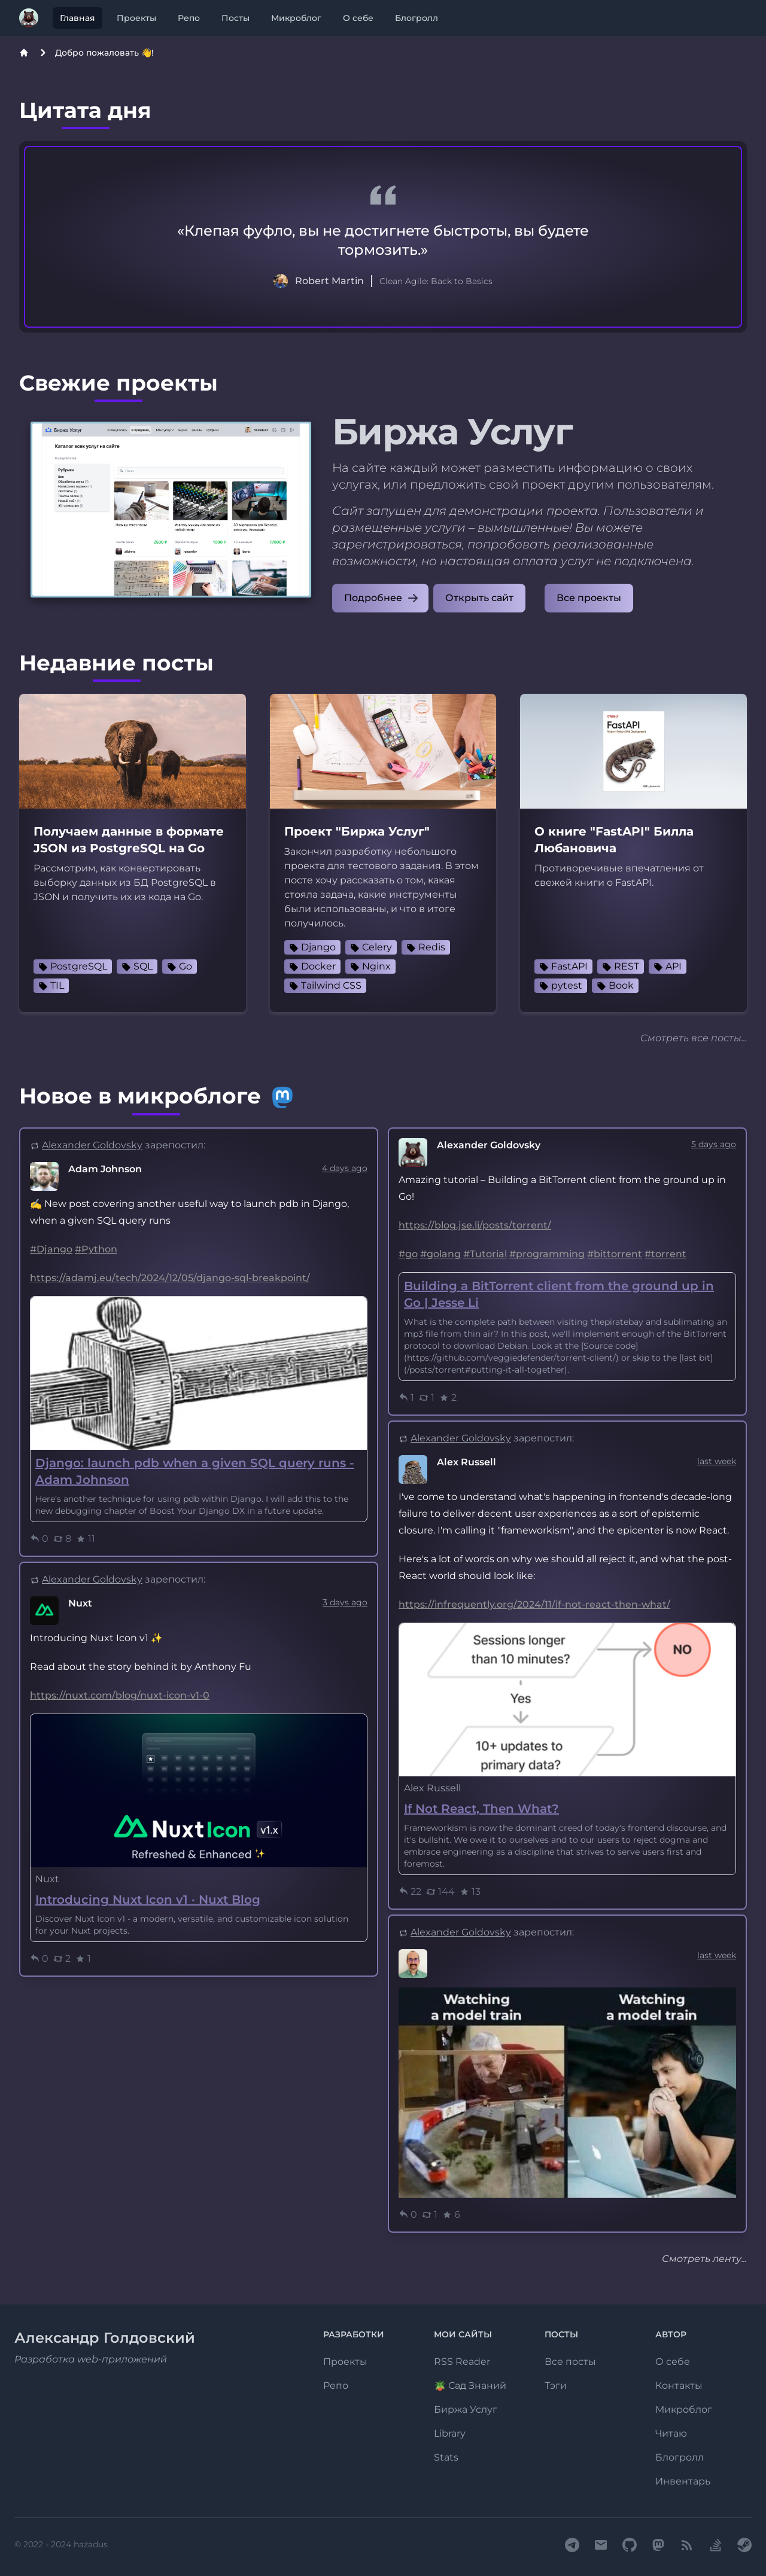 Главная Проекты Репо Посты Микроблог О себе Блогролл
Добро пожаловать 👋!
Цитата дня
«Клепая фуфло, вы не достигнете быстроты, вы будете
тормозить.»
Robert Martin | Clean Agile: Back to Basics
Свежие проекты
Биржа Услуг
Каталог всех услуг на сайте
Биржа Услуг
На сайте каждый может разместить информацию о своих
услугах, или предложить свой проект другим пользователям.
Сайт запущен для демонстрации проекта. Пользователи и
размещенные услуги – вымышленные! Вы можете
зарегистрироваться, попробовать реализованные
возможности, но настоящая оплата услуг не подключена.
Подробнее → Открыть сайт Все проекты
Недавние посты
Получаем данные в формате
JSON из PostgreSQL на Go
Рассмотрим, как конвертировать
выборку данных из БД PostgreSQL в
JSON и получить их из кода на Go.
PostgreSQL SQL Go
TIL
Проект "Биржа Услуг"
Закончил разработку небольшого
проекта для тестового задания. В этом
посте хочу рассказать о том, какая
стояла задача, какие инструменты
были использованы, и что в итоге
получилось.
Django Celery Redis
Docker Nginx
Tailwind CSS
FastAPI
О книге "FastAPI" Билла
Любановича
Противоречивые впечатления от
свежей книги о FastAPI.
FastAPI REST API
pytest Book
Смотреть все посты...
Новое в микроблоге
Alexander Goldovsky зарепостил:
Adam Johnson 4 days ago
✍️ New post covering another useful way to launch pdb in Django,
when a given SQL query runs
#Django #Python
https://adamj.eu/tech/2024/12/05/django-sql-breakpoint/
Django: launch pdb when a given SQL query runs -
Adam Johnson
Here's another technique for using pdb within Django. I will add this to the
new debugging chapter of Boost Your Django DX in a future update.
0 8 11
Alexander Goldovsky зарепостил:
Nuxt 3 days ago
Introducing Nuxt Icon v1 ✨
Read about the story behind it by Anthony Fu
https://nuxt.com/blog/nuxt-icon-v1-0
Nuxt Icon v1.x
Refreshed & Enhanced ✨
Nuxt
Introducing Nuxt Icon v1 · Nuxt Blog
Discover Nuxt Icon v1 - a modern, versatile, and customizable icon solution
for your Nuxt projects.
0 2 1
Alexander Goldovsky 5 days ago
Amazing tutorial – Building a BitTorrent client from the ground up in
Go!
https://blog.jse.li/posts/torrent/
#go #golang #Tutorial #programming #bittorrent #torrent
Building a BitTorrent client from the ground up in
Go | Jesse Li
What is the complete path between visiting thepiratebay and sublimating an
mp3 file from thin air? In this post, we'll implement enough of the BitTorrent
protocol to download Debian. Look at the [Source code]
(https://github.com/veggiedefender/torrent-client/) or skip to the [last bit]
(/posts/torrent#putting-it-all-together).
1 1 2
Alexander Goldovsky зарепостил:
Alex Russell last week
I've come to understand what's happening in frontend's decade-long
failure to deliver decent user experiences as a sort of epistemic
closure. I'm calling it "frameworkism", and the epicenter is now React.
Here's a lot of words on why we should all reject it, and what the post-
React world should look like:
https://infrequently.org/2024/11/if-not-react-then-what/
Sessions longer
than 10 minutes?
NO
Yes
10+ updates to
primary data?
Alex Russell
If Not React, Then What?
Frameworkism is now the dominant creed of today's frontend discourse, and
it's bullshit. We owe it to ourselves and to our users to reject dogma and
embrace engineering as a discipline that strives to serve users first and
foremost.
22 144 13
Alexander Goldovsky зарепостил:
last week
Watching
a model train
Watching
a model train
0 1 6
Смотреть ленту...
Александр Голдовский
Разработка web-приложений
РАЗРАБОТКИ
Проекты
Репо
МОИ САЙТЫ
RSS Reader
🪴 Сад Знаний
Биржа Услуг
Library
Stats
ПОСТЫ
Все посты
Тэги
АВТОР
О себе
Контакты
Микроблог
Читаю
Блогролл
Инвентарь
© 2022 - 2024 hazadus